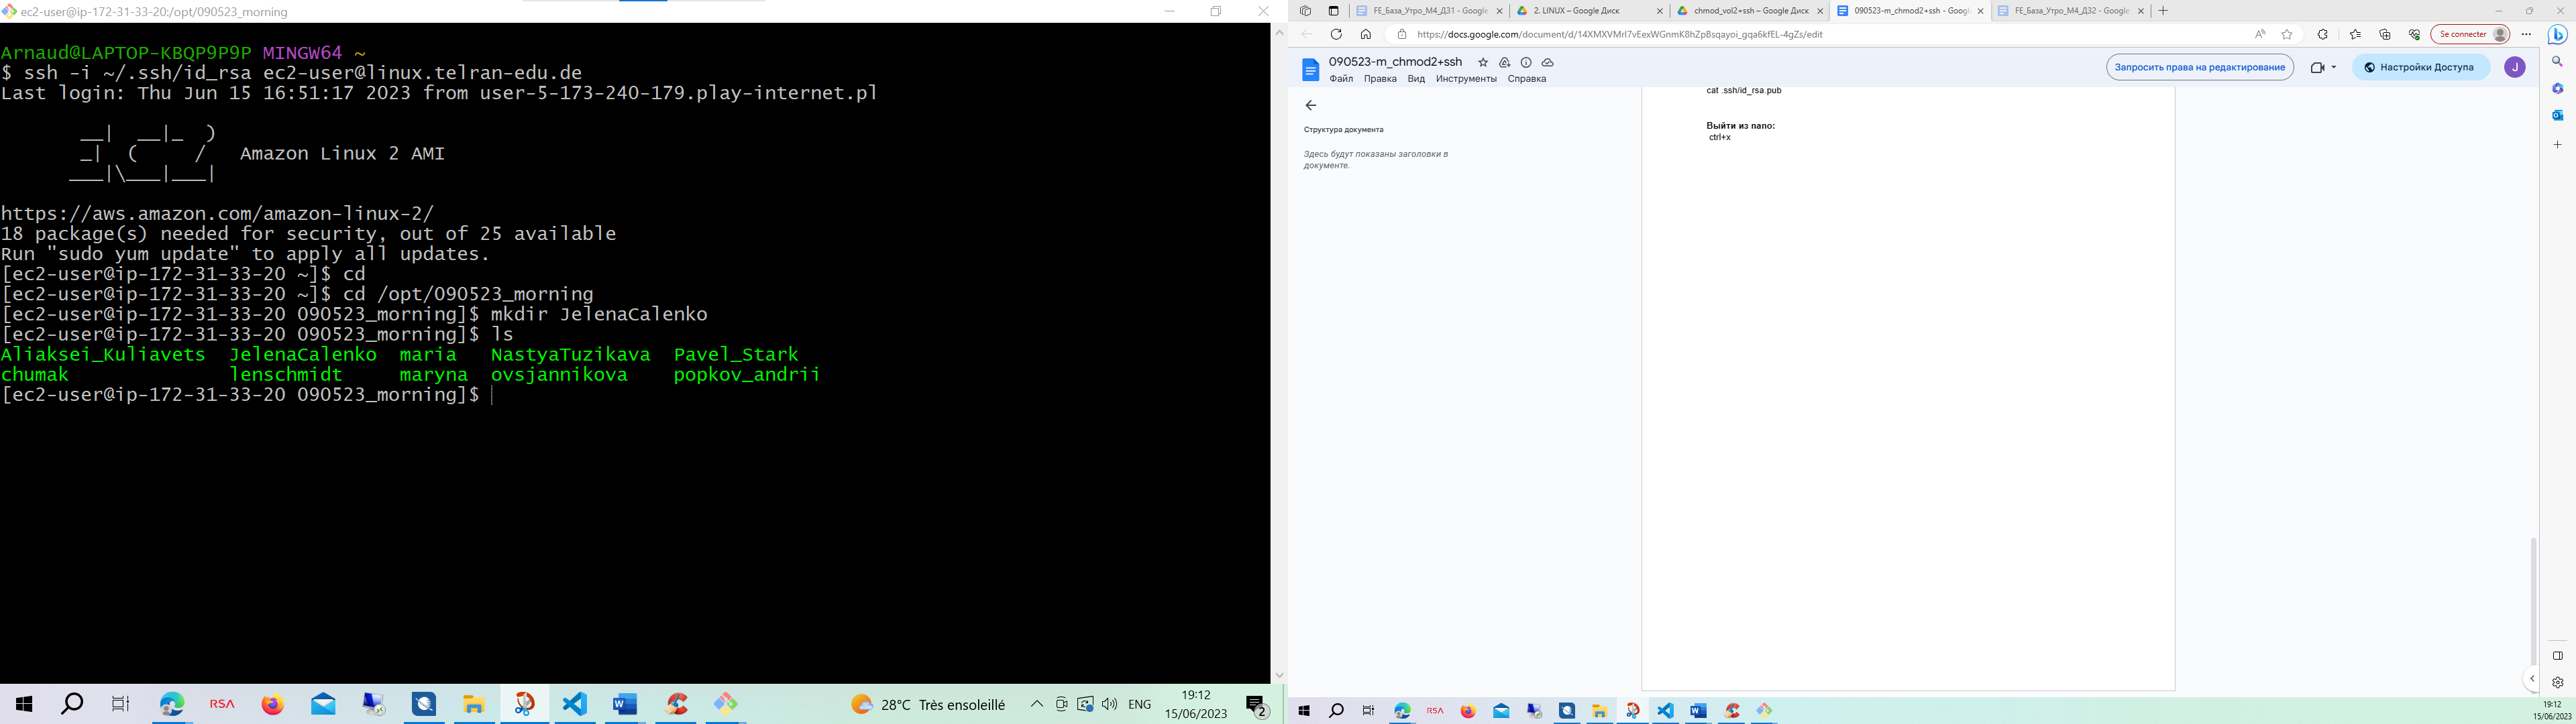 ec2-user@ip-172-31-33-20:/opt/090523_morning
Arnaud@LAPTOP-KBQP9P9P MINGW64 ~
$ ssh -i ~/.ssh/id_rsa ec2-user@linux.telran-edu.de
Last login: Thu Jun 15 16:51:17 2023 from user-5-173-240-179.play-internet.pl
__| __|_ )
_| ( / Amazon Linux 2 AMI
___|\___|___|
https://aws.amazon.com/amazon-linux-2/
18 package(s) needed for security, out of 25 available
Run "sudo yum update" to apply all updates.
[ec2-user@ip-172-31-33-20 ~]$ cd
[ec2-user@ip-172-31-33-20 ~]$ cd /opt/090523_morning
[ec2-user@ip-172-31-33-20 090523_morning]$ mkdir JelenaCalenko
[ec2-user@ip-172-31-33-20 090523_morning]$ ls
Aliaksei_Kuliavets JelenaCalenko maria NastyaTuzikava Pavel_Stark
chumak lenschmidt maryna ovsjannikova popkov_andrii
[ec2-user@ip-172-31-33-20 090523_morning]$
RSA
28°C Très ensoleillé
ENG
19:12
15/06/2023
2
FE_База_Утро_М4_ДЗ1 - Google
2. LINUX – Google Диск
chmod_vol2+ssh – Google Диск
090523-m_chmod2+ssh - Goog
FE_База_Утро_М4_ДЗ2 - Google
https://docs.google.com/document/d/14XMXVMrI7vEexWGnmK8hZpBsqayoi_gqa6kfEL-4gZs/edit
Se connecter
090523-m_chmod2+ssh
Файл Правка Вид Инструменты Справка
Запросить права на редактирование
Настройки Доступа
J
Структура документа
Здесь будут показаны заголовки в
документе.
cat .ssh/id_rsa.pub
Выйти из nano:
ctrl+x
RSA
19:12
15/06/2023